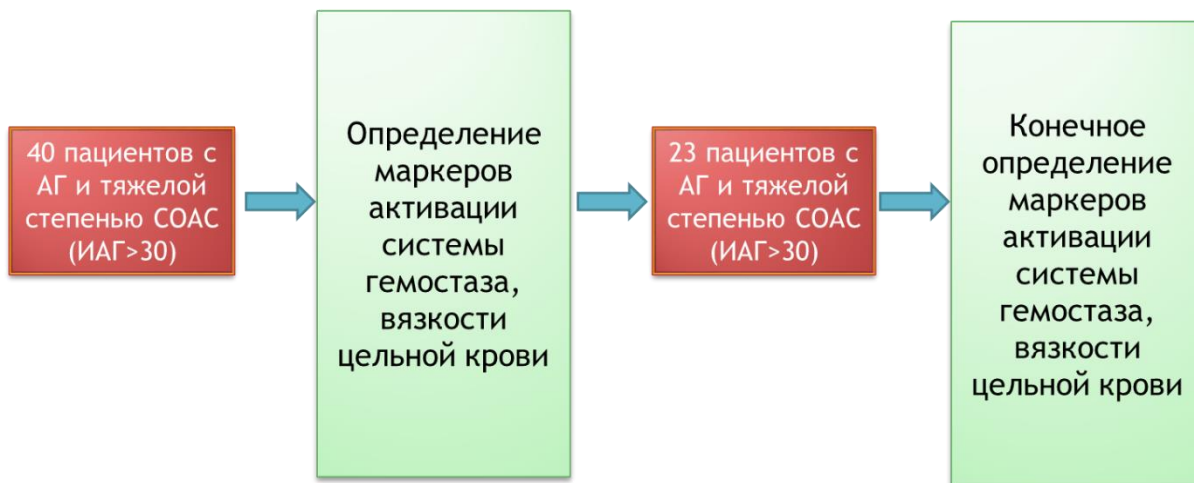 40 пациентов с
АГ и тяжелой
степенью СОАС
(ИАГ>30)
Определение
маркеров
активации
системы
гемостаза,
вязкости
цельной крови
23 пациентов с
АГ и тяжелой
степенью СОАС
(ИАГ>30)
Конечное
определение
маркеров
активации
системы
гемостаза,
вязкости
цельной крови